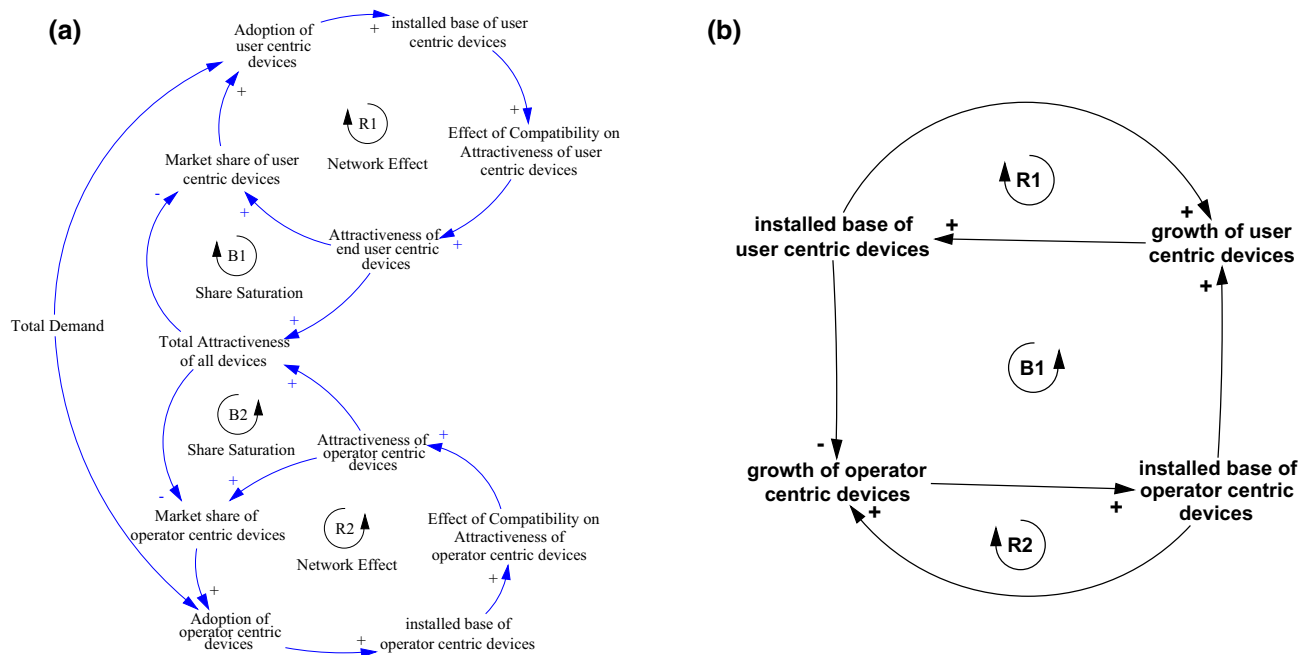 (a)
Adoption of
user centric
devices
+
installed base of user
centric devices
+
+
R1
Network Effect
Effect of Compatibility on
Attractiveness of user
centric devices
Market share of user
centric devices
-
+
Attractiveness of
end user centric
devices
+
B1
Share Saturation
+
Total Demand
Total Attractiveness
of all devices
+
B2
Share Saturation
Attractiveness of
operator centric
devices
+
+
-
Market share of
operator centric devices
R2
Network Effect
Effect of Compatibility on
Attractiveness of
operator centric devices
+
+
Adoption of
operator centric
devices
+
installed base of
operator centric devices
(b)
R1
installed base of
user centric devices
+
+
growth of user
centric devices
+
B1
-
growth of operator
centric devices
+
+
installed base of
operator centric
devices
R2